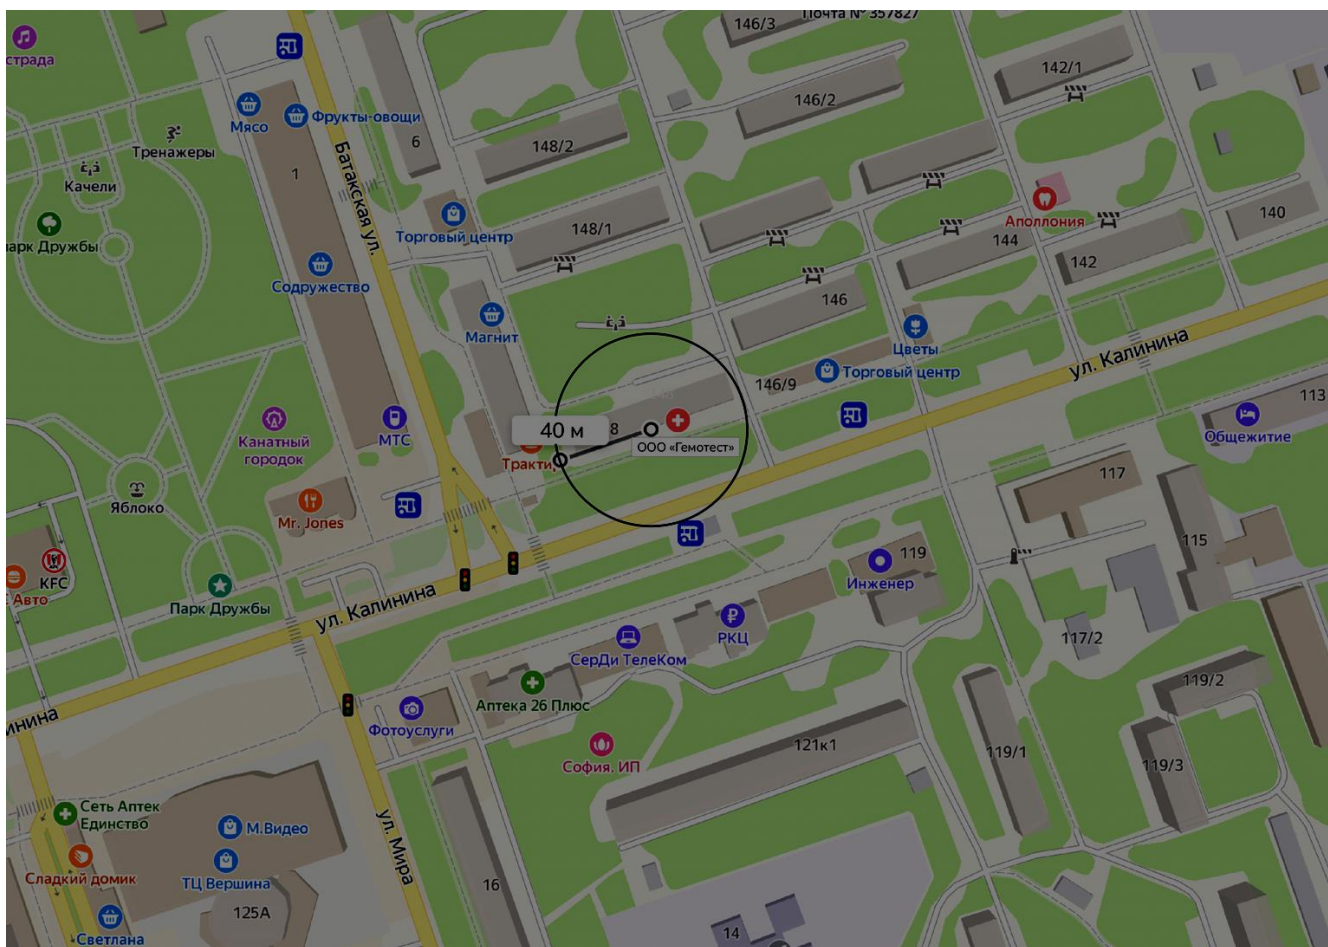 146/3
Почта № 357827
страда
142/1
146/2
Мясо
Фрукты-овощи
Тренажеры
6
148/2
Качели
1
Батакская ул.
Аполлония
140
парк Дружбы
Торговый центр
148/1
144
142
Содружество
146
Магнит
Цветы
ул. Калинина
146/9
Торговый центр
113
Канатный
городок
МТС
40 м
8
ООО «Гемотест»
Общежитие
Трактир
117
Яблоко
Mr. Jones
115
119
KFC
Инженер
Авто
Парк Дружбы
ул. Калинина
РКЦ
117/2
СерДи ТелеКом
119/2
Аптека 26 Плюс
Фотоуслуги
инина
121к1
119/1
София. ИП
119/3
Сеть Аптек
Единство
М.Видео
ул. Мира
Сладкий домик
ТЦ Вершина
16
125А
14
Светлана